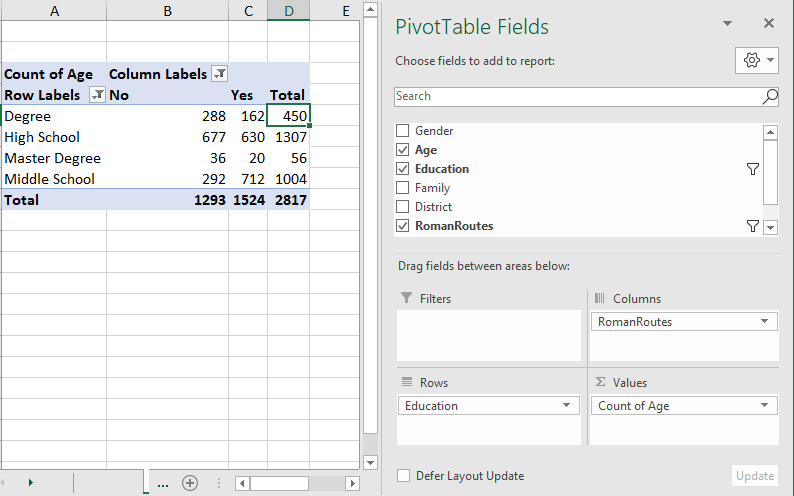 A B C D E
Count of Age Column Labels
Row Labels No Yes Total
Degree 288 162 450
High School 677 630 1307
Master Degree 36 20 56
Middle School 292 712 1004
Total 1293 1524 2817
...
PivotTable Fields
Choose fields to add to report:
Search
Gender
Age
Education
Family
District
RomanRoutes
Drag fields between areas below:
Filters
Columns
RomanRoutes
Rows
Education
Σ Values
Count of Age
Defer Layout Update
Update